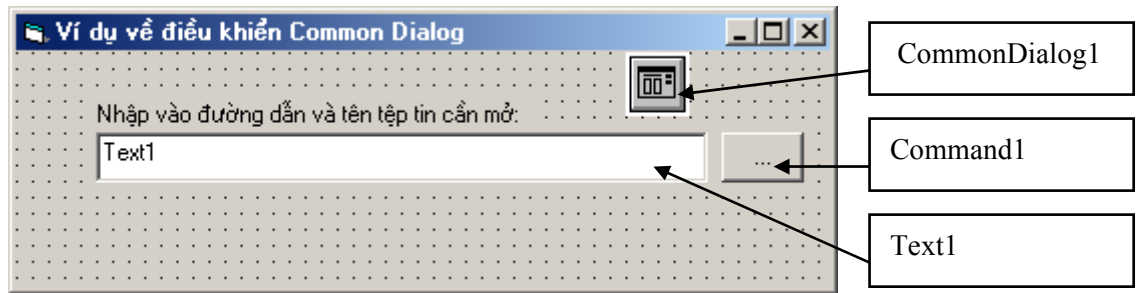 Ví dụ về điều khiển Common Dialog
CommonDialog1
Nhập vào đường dẫn và tên tệp tin cần mở:
Text1
...
Command1
Text1